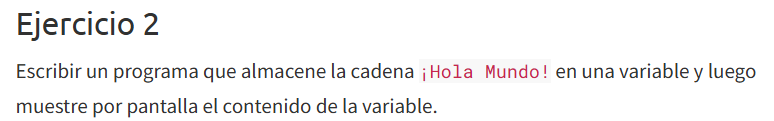 Ejercicio 2
Escribir un programa que almacene la cadena ¡Hola Mundo! en una variable y luego
muestre por pantalla el contenido de la variable.